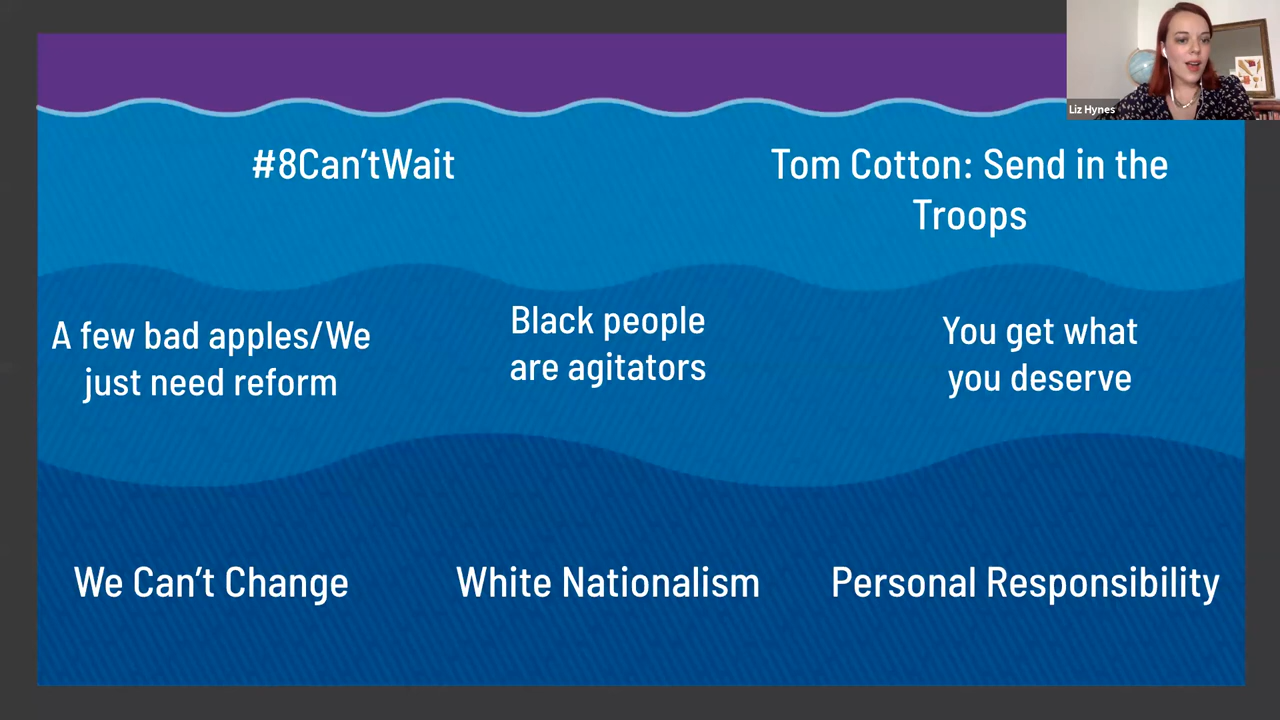 Liz Hynes
#8Can'tWait
Tom Cotton: Send in the
Troops
A few bad apples/We
just need reform
Black people
are agitators
You get what
you deserve
We Can't Change
White Nationalism
Personal Responsibility